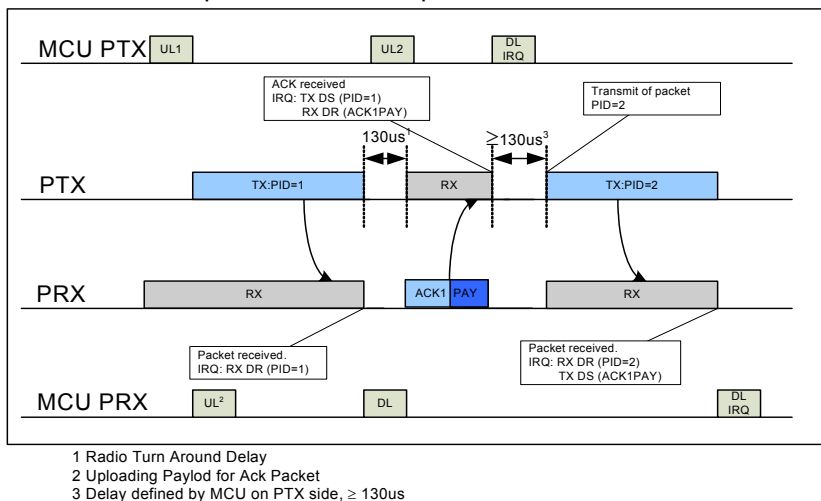 MCU PTX
UL1
UL2
DL
IRQ
ACK received
IRQ: TX DS (PID=1)
RX DR (ACK1PAY)
Transmit of packet
PID=2
130us1
≥130us3
PTX
TX:PID=1
RX
TX:PID=2
PRX
RX
ACK1
PAY
RX
Packet received.
IRQ: RX DR (PID=1)
Packet received.
IRQ: RX DR (PID=2)
TX DS (ACK1PAY)
MCU PRX
UL2
DL
DL
IRQ
1 Radio Turn Around Delay
2 Uploading Paylod for Ack Packet
3 Delay defined by MCU on PTX side, ≥ 130us